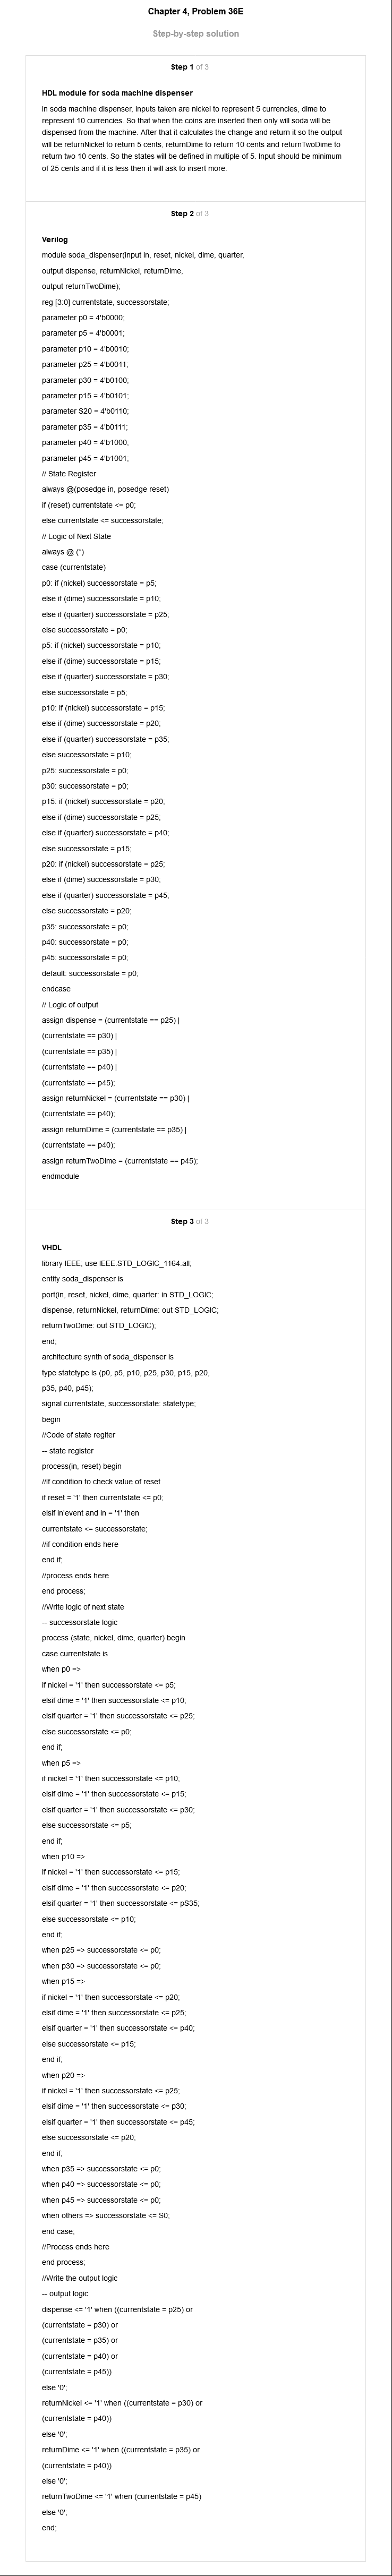 Chapter 4, Problem 36E
Step-by-step solution
Step 1 of 3
HDL module for soda machine dispenser
In soda machine dispenser, inputs taken are nickel to represent 5 currencies, dime to
represent 10 currencies. So that when the coins are inserted then only will soda will be
dispensed from the machine. After that it calculates the change and return it so the output
will be returnNickel to return 5 cents, returnDime to return 10 cents and returnTwoDime to
return two 10 cents. So the states will be defined in multiple of 5. Input should be minimum
of 25 cents and if it is less then it will ask to insert more.
Step 2 of 3
Verilog
module soda_dispenser(input in, reset, nickel, dime, quarter,
output dispense, returnNickel, returnDime,
output returnTwoDime);
reg [3:0] currentstate, successorstate;
parameter p0 = 4'b0000;
parameter p5 = 4'b0001;
parameter p10 = 4'b0010;
parameter p25 = 4'b0011;
parameter p30 = 4'b0100;
parameter p15 = 4'b0101;
parameter S20 = 4'b0110;
parameter p35 = 4'b0111;
parameter p40 = 4'b1000;
parameter p45 = 4'b1001;
// State Register
always @(posedge in, posedge reset)
if (reset) currentstate <= p0;
else currentstate <= successorstate;
// Logic of Next State
always @ (*)
case (currentstate)
p0: if (nickel) successorstate = p5;
else if (dime) successorstate = p10;
else if (quarter) successorstate = p25;
else successorstate = p0;
p5: if (nickel) successorstate = p10;
else if (dime) successorstate = p15;
else if (quarter) successorstate = p30;
else successorstate = p5;
p10: if (nickel) successorstate = p15;
else if (dime) successorstate = p20;
else if (quarter) successorstate = p35;
else successorstate = p10;
p25: successorstate = p0;
p30: successorstate = p0;
p15: if (nickel) successorstate = p20;
else if (dime) successorstate = p25;
else if (quarter) successorstate = p40;
else successorstate = p15;
p20: if (nickel) successorstate = p25;
else if (dime) successorstate = p30;
else if (quarter) successorstate = p45;
else successorstate = p20;
p35: successorstate = p0;
p40: successorstate = p0;
p45: successorstate = p0;
default: successorstate = p0;
endcase
// Logic of output
assign dispense = (currentstate == p25) |
(currentstate == p30) |
(currentstate == p35) |
(currentstate == p40) |
(currentstate == p45);
assign returnNickel = (currentstate == p30) |
(currentstate == p40);
assign returnDime = (currentstate == p35) |
(currentstate == p40);
assign returnTwoDime = (currentstate == p45);
endmodule
Step 3 of 3
VHDL
library IEEE; use IEEE.STD_LOGIC_1164.all;
entity soda_dispenser is
port(in, reset, nickel, dime, quarter: in STD_LOGIC;
dispense, returnNickel, returnDime: out STD_LOGIC;
returnTwoDime: out STD_LOGIC);
end;
architecture synth of soda_dispenser is
type statetype is (p0, p5, p10, p25, p30, p15, p20,
p35, p40, p45);
signal currentstate, successorstate: statetype;
begin
//Code of state regiter
-- state register
process(in, reset) begin
//If condition to check value of reset
if reset = '1' then currentstate <= p0;
elsif in'event and in = '1' then
currentstate <= successorstate;
//if condition ends here
end if;
//process ends here
end process;
//Write logic of next state
-- successorstate logic
process (state, nickel, dime, quarter) begin
case currentstate is
when p0 =>
if nickel = '1' then successorstate <= p5;
elsif dime = '1' then successorstate <= p10;
elsif quarter = '1' then successorstate <= p25;
else successorstate <= p0;
end if;
when p5 =>
if nickel = '1' then successorstate <= p10;
elsif dime = '1' then successorstate <= p15;
elsif quarter = '1' then successorstate <= p30;
else successorstate <= p5;
end if;
when p10 =>
if nickel = '1' then successorstate <= p15;
elsif dime = '1' then successorstate <= p20;
elsif quarter = '1' then successorstate <= pS35;
else successorstate <= p10;
end if;
when p25 => successorstate <= p0;
when p30 => successorstate <= p0;
when p15 =>
if nickel = '1' then successorstate <= p20;
elsif dime = '1' then successorstate <= p25;
elsif quarter = '1' then successorstate <= p40;
else successorstate <= p15;
end if;
when p20 =>
if nickel = '1' then successorstate <= p25;
elsif dime = '1' then successorstate <= p30;
elsif quarter = '1' then successorstate <= p45;
else successorstate <= p20;
end if;
when p35 => successorstate <= p0;
when p40 => successorstate <= p0;
when p45 => successorstate <= p0;
when others => successorstate <= S0;
end case;
//Process ends here
end process;
//Write the output logic
-- output logic
dispense <= '1' when ((currentstate = p25) or
(currentstate = p30) or
(currentstate = p35) or
(currentstate = p40) or
(currentstate = p45))
else '0';
returnNickel <= '1' when ((currentstate = p30) or
(currentstate = p40))
else '0';
returnDime <= '1' when ((currentstate = p35) or
(currentstate = p40))
else '0';
returnTwoDime <= '1' when (currentstate = p45)
else '0';
end;